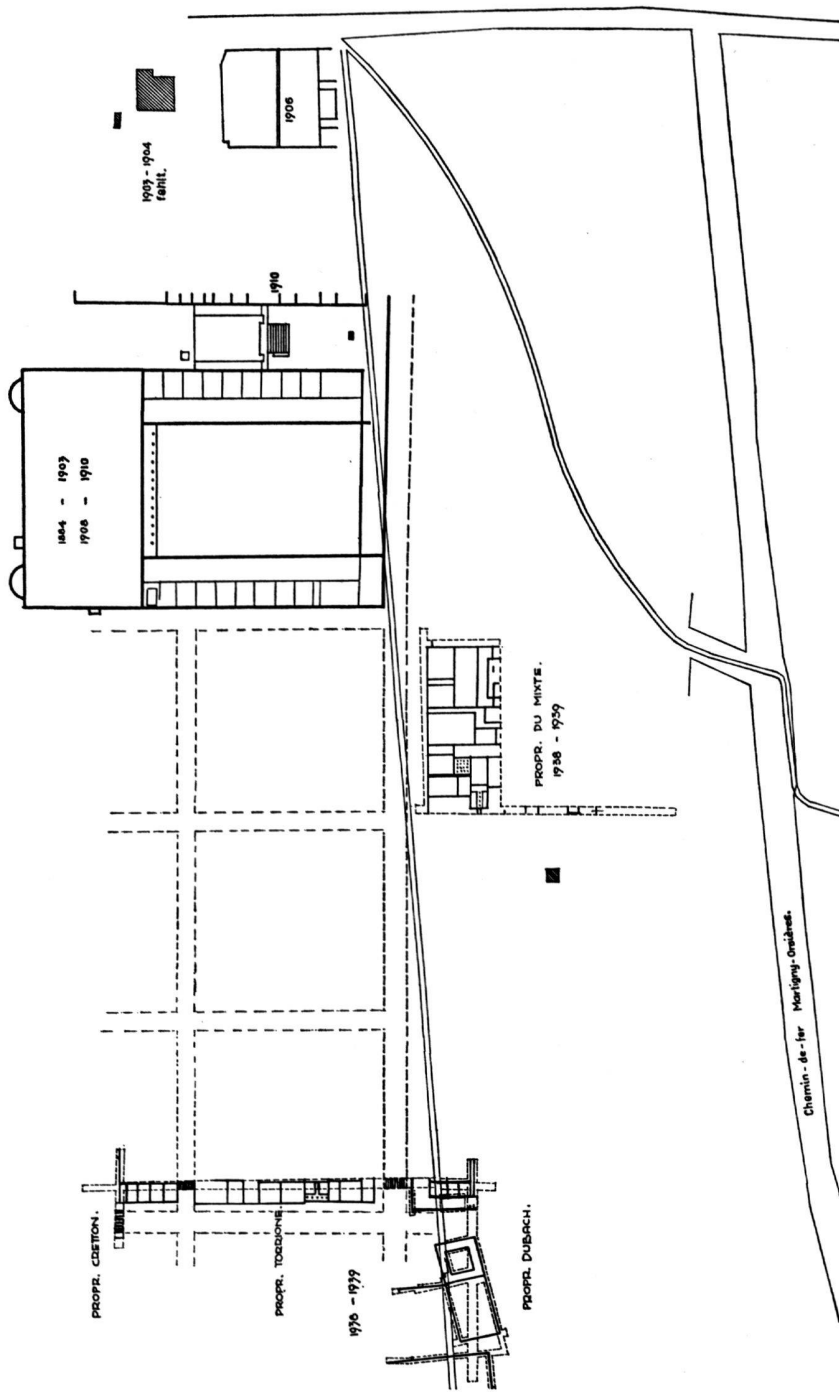 1903 - 1904
fehlt.
1906
1910
1884 - 1903
1908 - 1910
PROPR. DU MIXTE.
1938 - 1939
PROPR. CRETTON.
PROPR. TORRIONE.
1938 - 1939
PROPR. DUBACH.
Chemin-de-fer Martigny-Orsières.